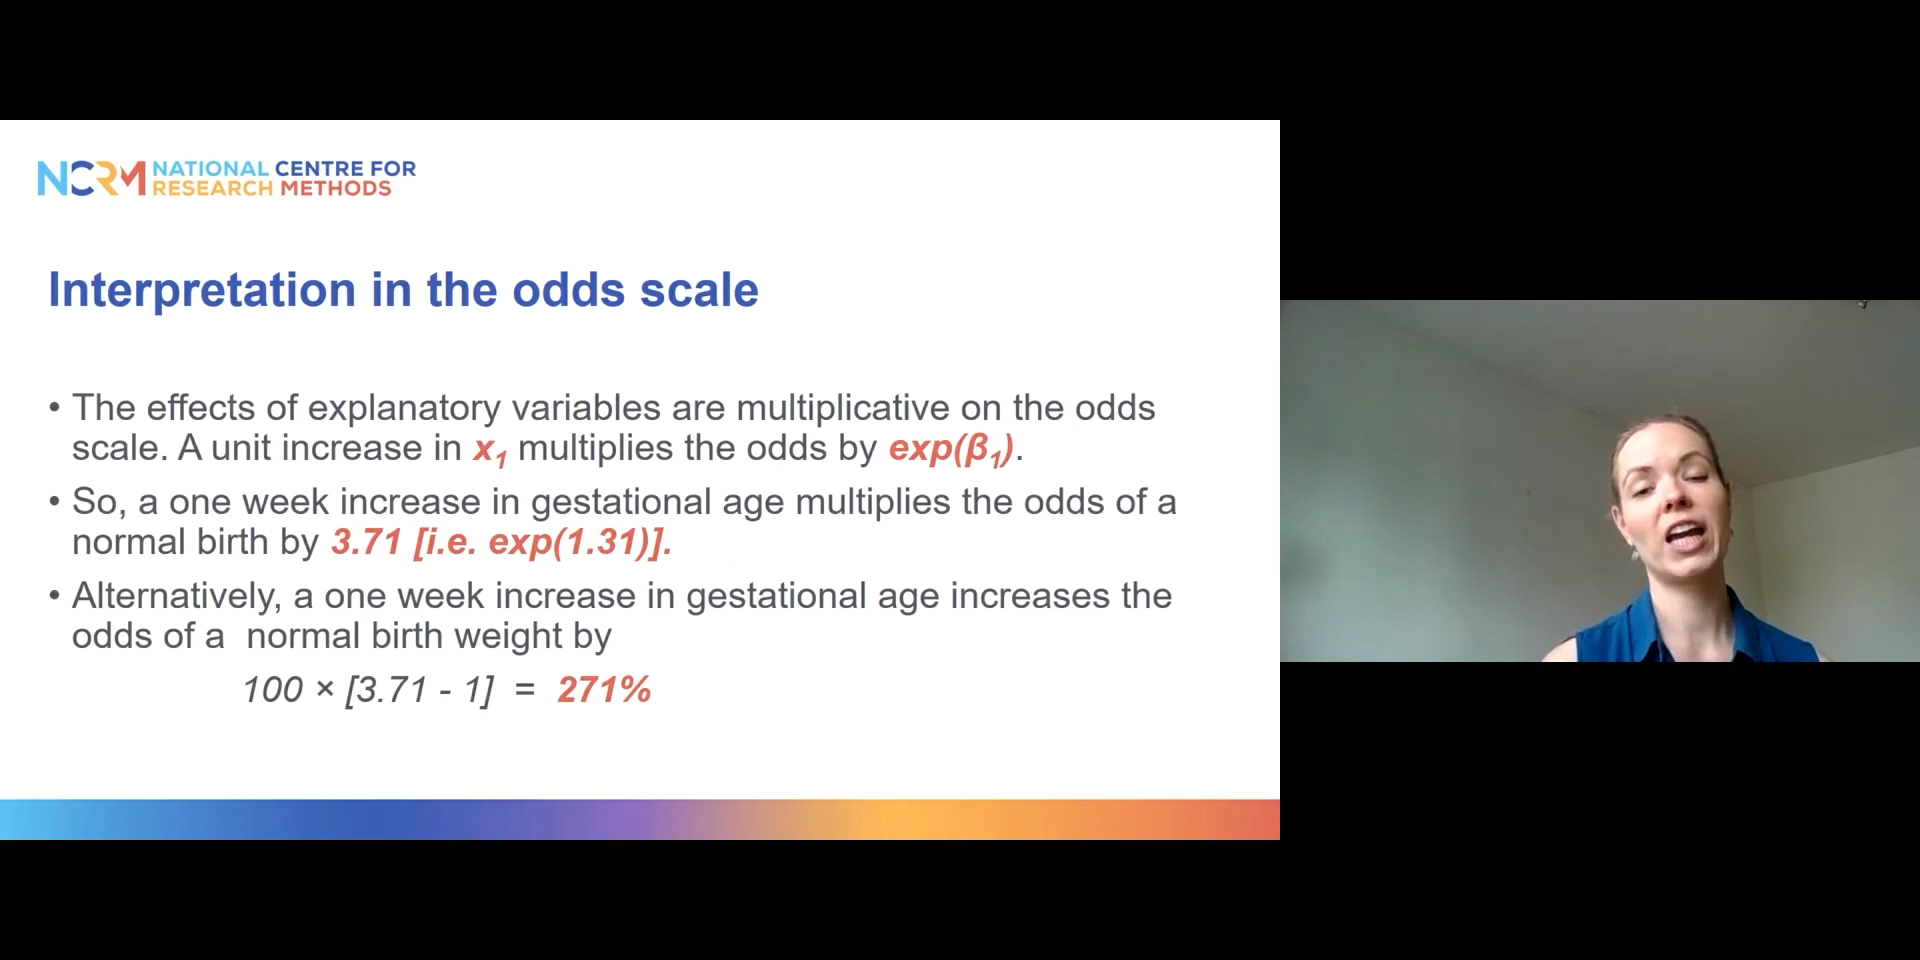 NCRM NATIONAL CENTRE FOR
RESEARCH METHODS
Interpretation in the odds scale
• The effects of explanatory variables are multiplicative on the odds
scale. A unit increase in x₁ multiplies the odds by exp(β₁).
• So, a one week increase in gestational age multiplies the odds of a
normal birth by 3.71 [i.e. exp(1.31)].
• Alternatively, a one week increase in gestational age increases the
odds of a  normal birth weight by
100 × [3.71 - 1] = 271%